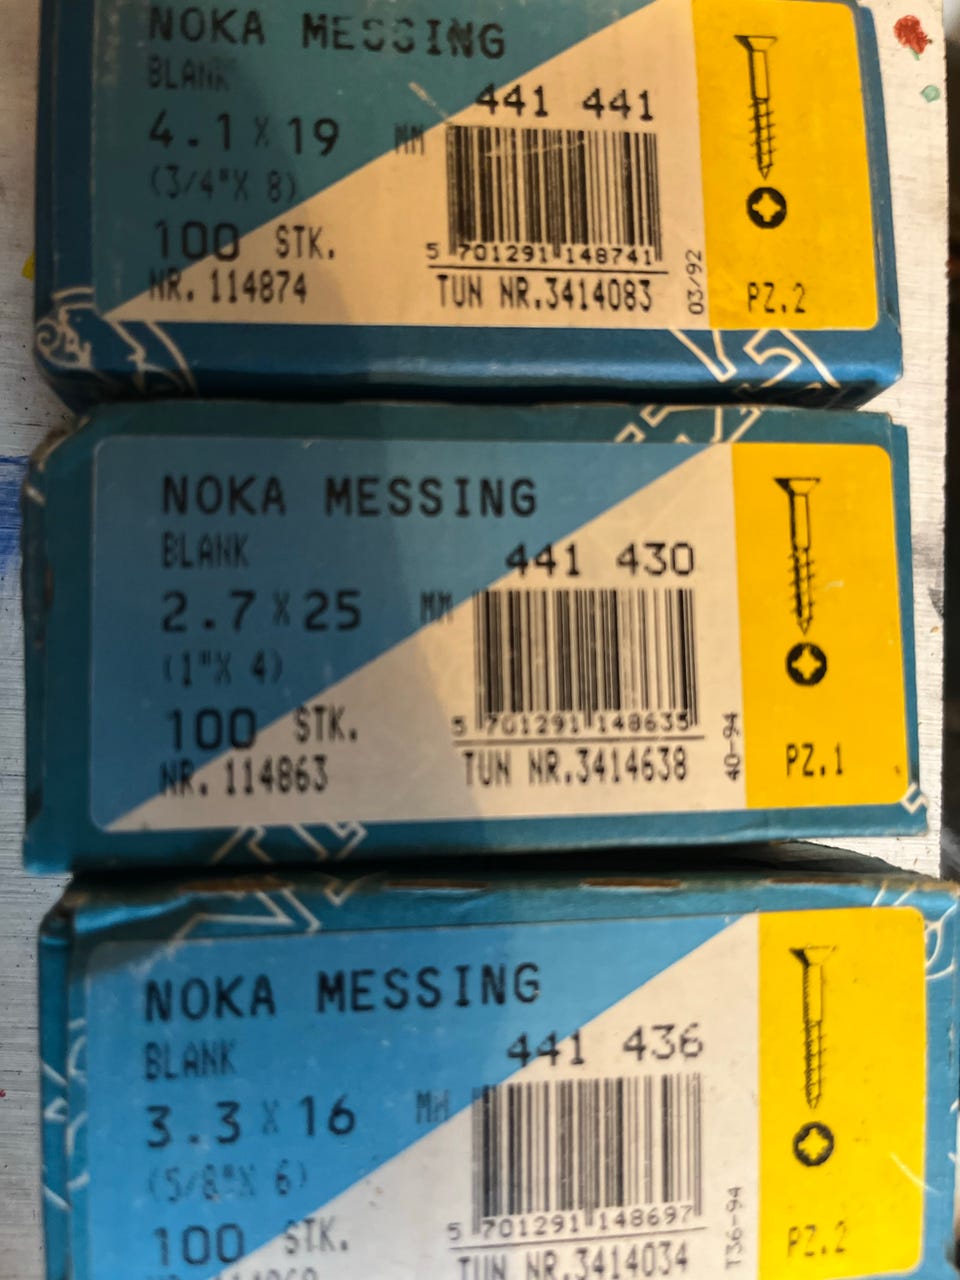 NOKA MESSING
BLANK
441 441
4.1 X 19 MM
(3/4"X 8)
100 STK.
5 701291 148741
NR. 114874
TUN NR.3414083
03/92
PZ.2
NOKA MESSING
BLANK
441 430
2.7 X 25 MM
(1"X 4)
100 STK.
5 701291 148635
NR. 114863
TUN NR.3414638
40-94
PZ.1
NOKA MESSING
BLANK
441 436
3.3 X 16 MM
(5/8"X 6)
100 STK.
5 701291 148697
TUN NR.3414034
T36-94
PZ.2